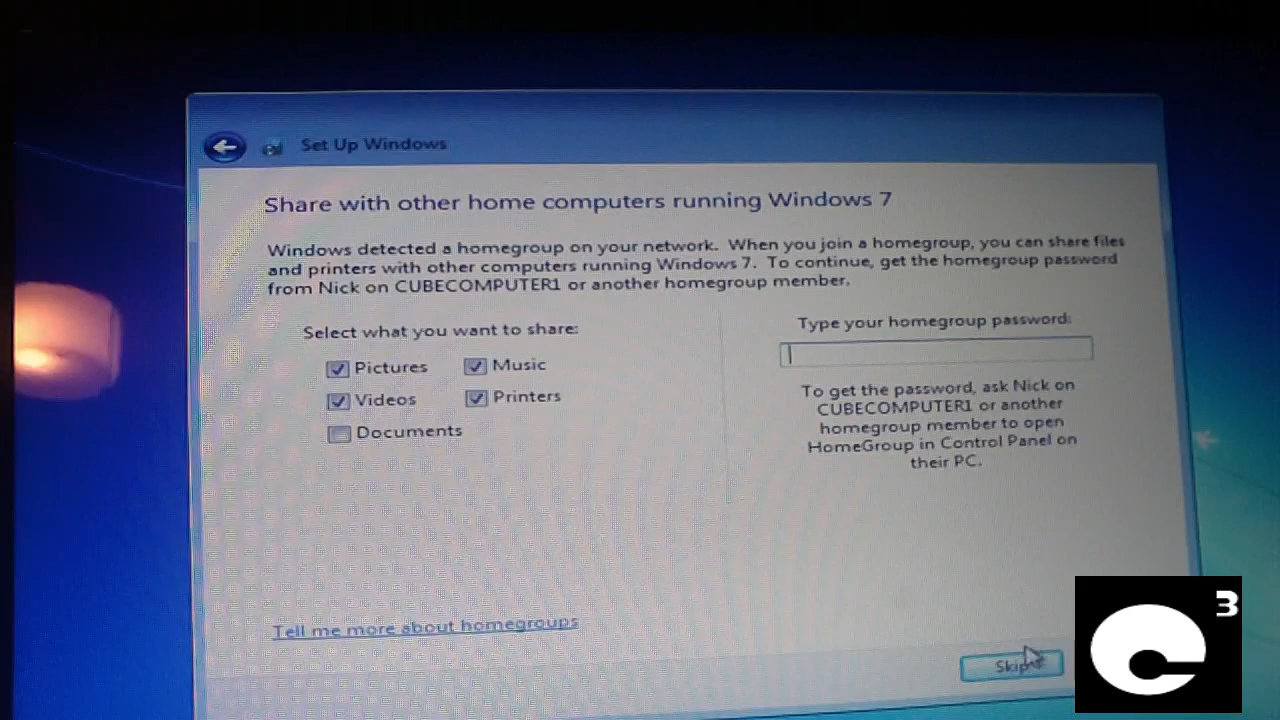 Set Up Windows
Share with other home computers running Windows 7
Windows detected a homegroup on your network. When you join a homegroup, you can share files
and printers with other computers running Windows 7. To continue, get the homegroup password
from Nick on CUBECOMPUTER1 or another homegroup member.
Select what you want to share:
Pictures
Music
Videos
Printers
Documents
Type your homegroup password:
To get the password, ask Nick on
CUBECOMPUTER1 or another
homegroup member to open
HomeGroup in Control Panel on
their PC.
Tell me more about homegroups
Skip
3